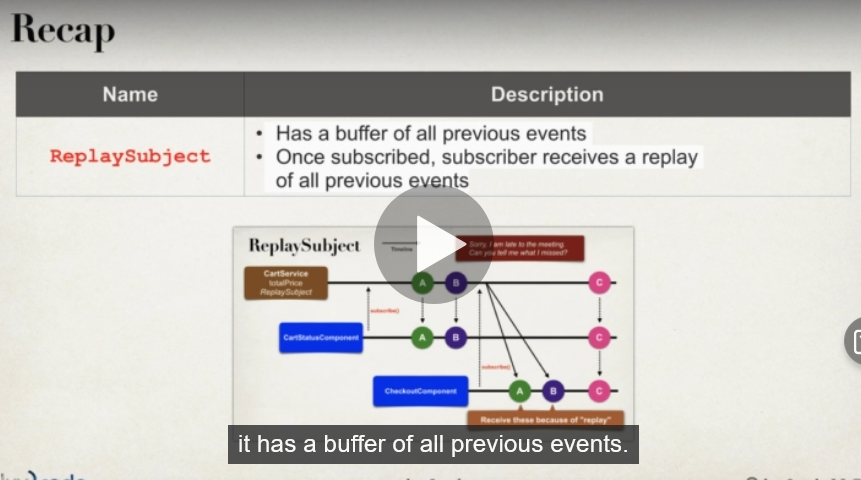 Recap
Name
Description
ReplaySubject
• Has a buffer of all previous events
• Once subscribed, subscriber receives a replay
of all previous events
ReplaySubject
Timeline
Sorry, I am late to the meeting.
Can you tell me what I missed?
CartService
totalPrice
ReplaySubject
A
B
C
subscribe()
CartStatusComponent
A
B
C
subscribe()
CheckoutComponent
A
B
C
Receive these because of "replay"
it has a buffer of all previous events.